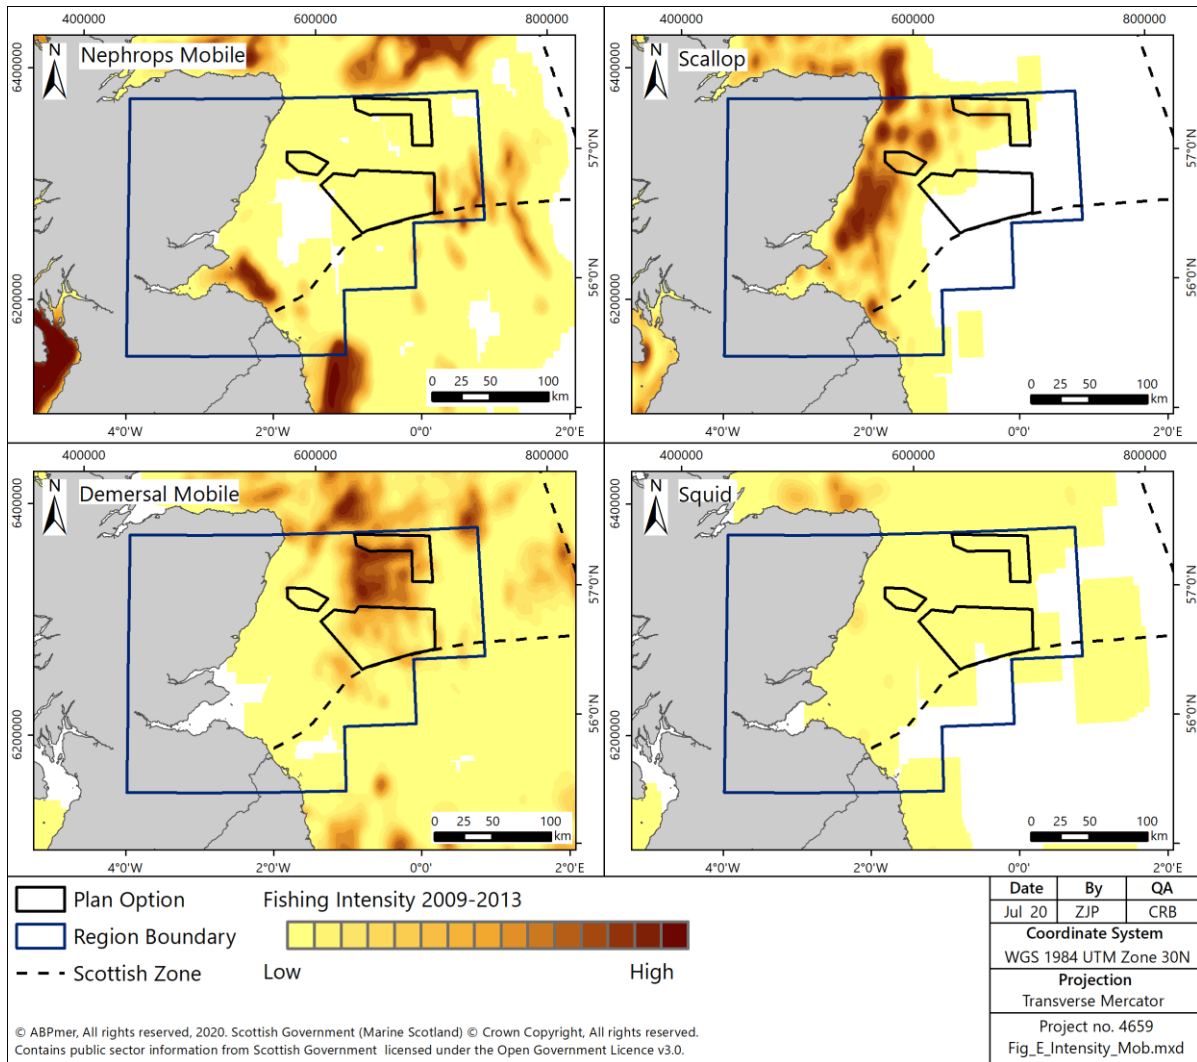 400000 600000 800000
400000 600000 800000
N
Nephrops Mobile
6400000
57°0'N
56°0'N
6200000
0 25 50 100
km
4°0'W 2°0'W 0°0' 2°0'E
N
Scallop
6400000
57°0'N
56°0'N
6200000
0 25 50 100
km
4°0'W 2°0'W 0°0' 2°0'E
400000 600000 800000
400000 600000 800000
N
Demersal Mobile
6400000
57°0'N
56°0'N
6200000
0 25 50 100
km
4°0'W 2°0'W 0°0' 2°0'E
N
Squid
6400000
57°0'N
56°0'N
6200000
0 25 50 100
km
4°0'W 2°0'W 0°0' 2°0'E
Plan Option
Region Boundary
Scottish Zone
Fishing Intensity 2009-2013
Low High
Date By QA
Jul 20 ZJP CRB
Coordinate System
WGS 1984 UTM Zone 30N
Projection
Transverse Mercator
Project no. 4659
Fig_E_Intensity_Mob.mxd
© ABPmer, All rights reserved, 2020. Scottish Government (Marine Scotland) © Crown Copyright, All rights reserved.
Contains public sector information from Scottish Government licensed under the Open Government Licence v3.0.